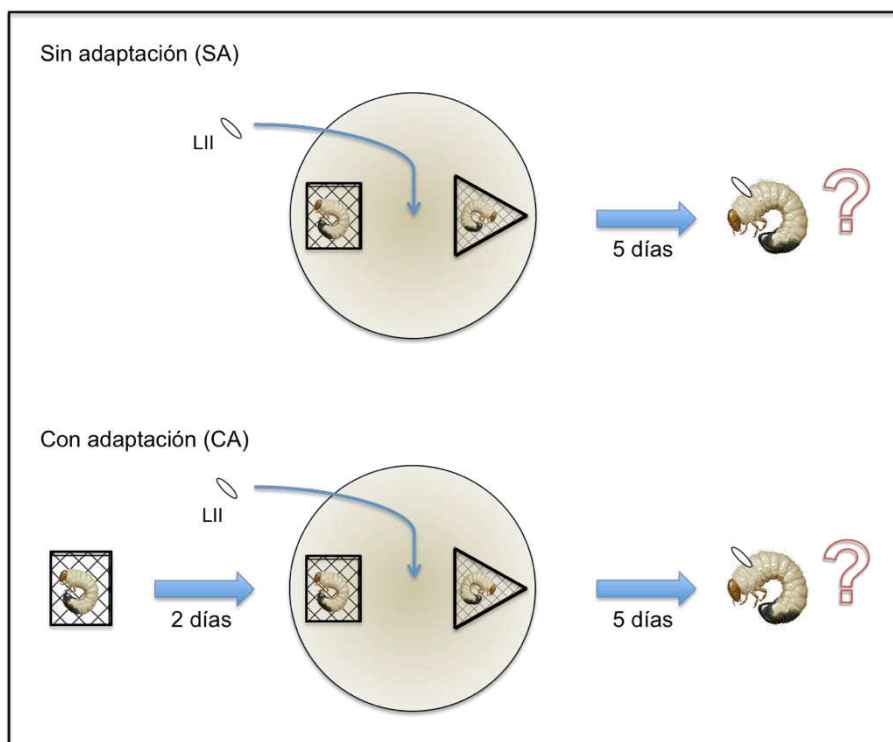 Sin adaptación (SA)
LII
5 días
?
Con adaptación (CA)
LII
2 días
5 días
?